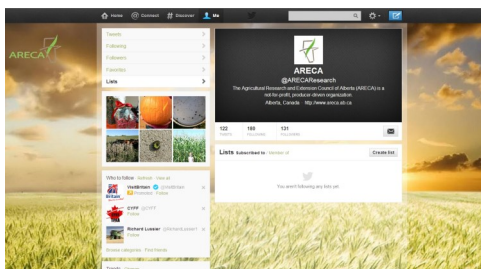 Home @ Connect # Discover Me
ARECA
Tweets
Following
Followers
Favorites
Lists
ARECA
@ARECAResearch
The Agricultural Research and Extension Council of Alberta (ARECA) is a
not-for-profit, producer-driven organization.
Alberta, Canada · http://www.areca.ab.ca
122
TWEETS
FOLLOWING
131
FOLLOWERS
Lists Subscribed to / Member of
Create list
You aren't following any lists yet.
Who to follow · Refresh · View all
VisitBritain
Promoted · Follow
CYFF @CYFF
Follow
Richard Lussier
Follow
Browse categories · Find friends